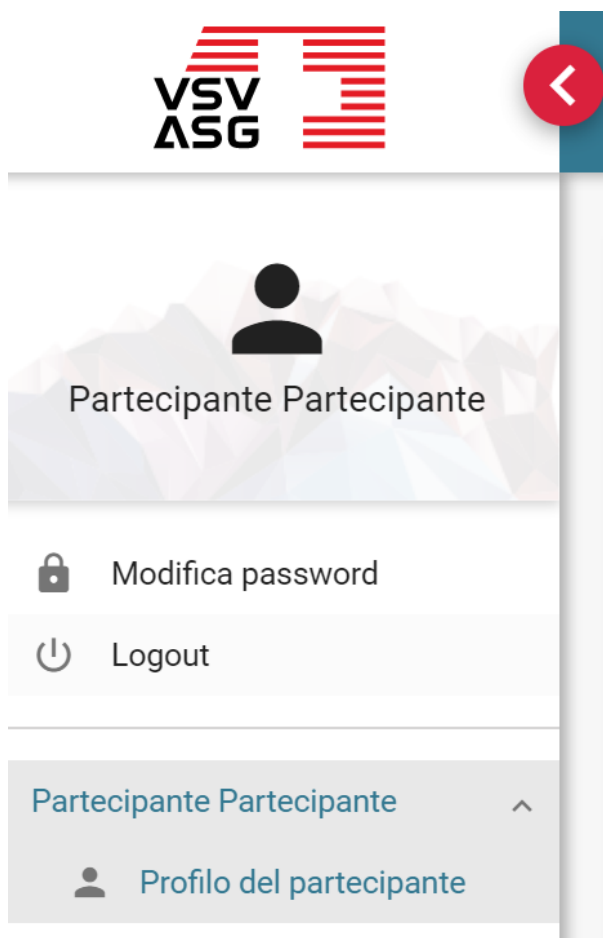 VSV
ASG
Partecipante Partecipante
Modifica password
Logout
Partecipante Partecipante
Profilo del partecipante